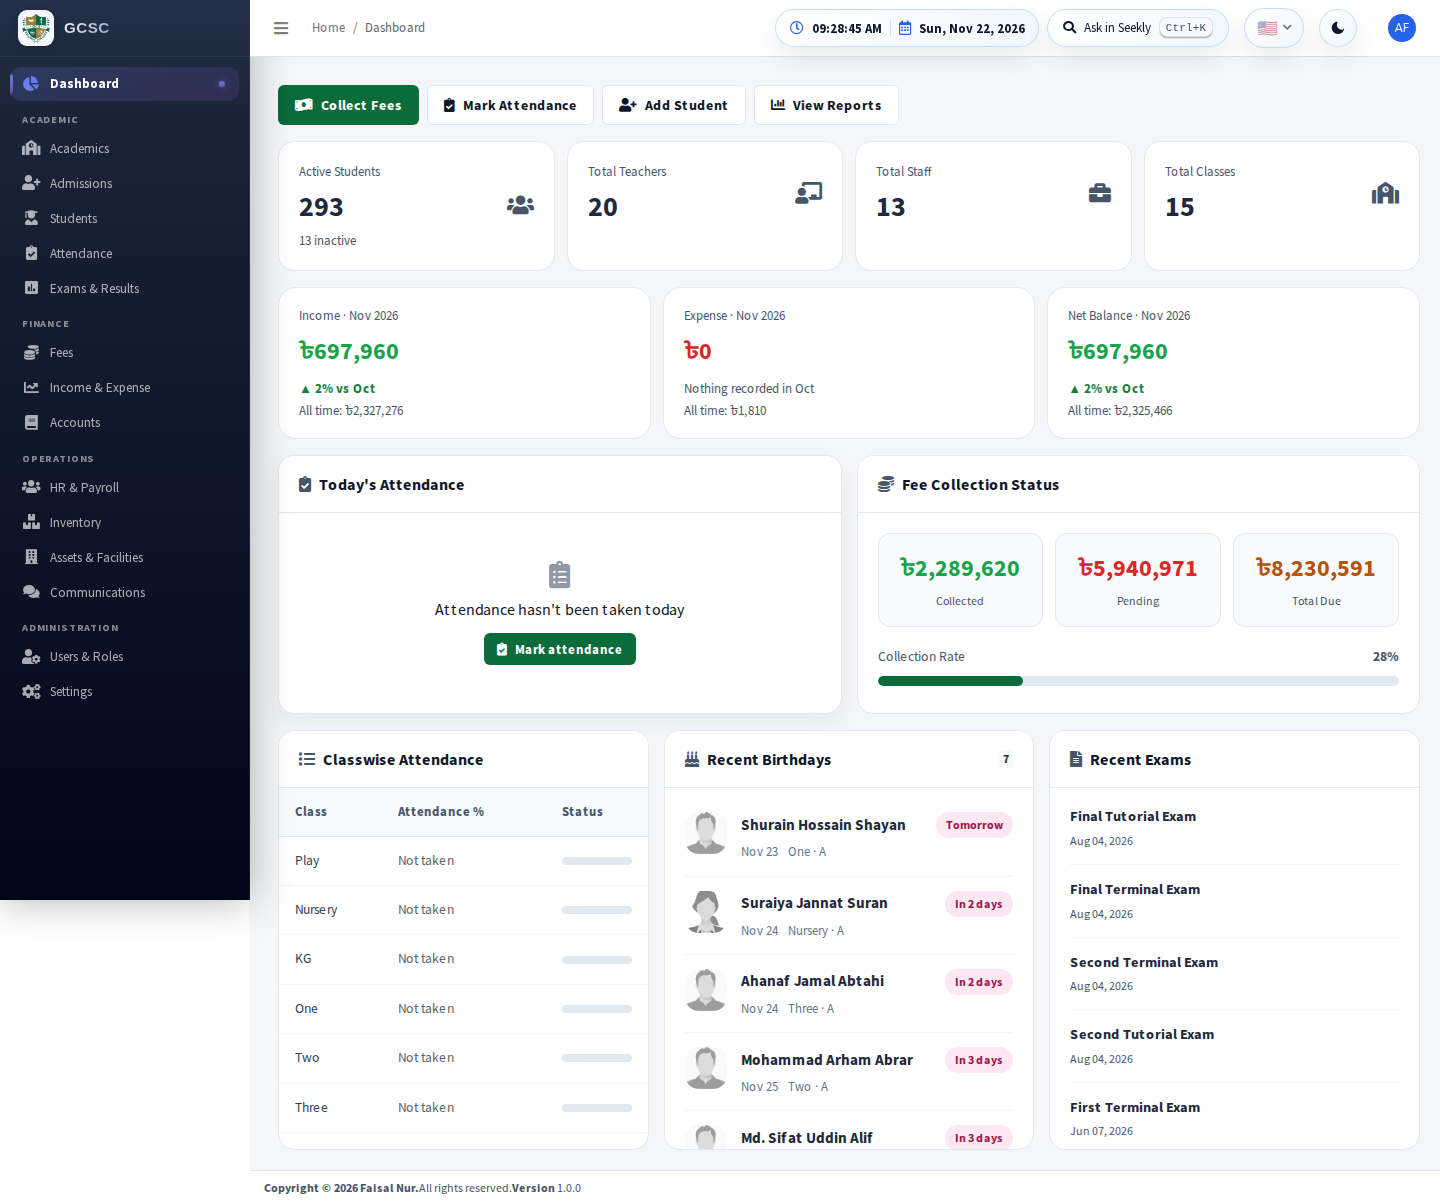 GCSC
Home / Dashboard
09:28:45 AM Sun, Nov 22, 2026
Ask in Seekly Ctrl+K
AF
Dashboard
ACADEMIC
Academics
Admissions
Students
Attendance
Exams & Results
FINANCE
Fees
Income & Expense
Accounts
OPERATIONS
HR & Payroll
Inventory
Assets & Facilities
Communications
ADMINISTRATION
Users & Roles
Settings
Collect Fees
Mark Attendance
Add Student
View Reports
Active Students
293
13 inactive
Total Teachers
20
Total Staff
13
Total Classes
15
Income · Nov 2026
৳697,960
▲ 2% vs Oct
All time: ৳2,327,276
Expense · Nov 2026
৳0
Nothing recorded in Oct
All time: ৳1,810
Net Balance · Nov 2026
৳697,960
▲ 2% vs Oct
All time: ৳2,325,466
Today's Attendance
Attendance hasn't been taken today
Mark attendance
Fee Collection Status
৳2,289,620
Collected
৳5,940,971
Pending
৳8,230,591
Total Due
Collection Rate 28%
Classwise Attendance
Class Attendance % Status
Play Not taken
Nursery Not taken
KG Not taken
One Not taken
Two Not taken
Three Not taken
Recent Birthdays 7
Shurain Hossain Shayan Tomorrow
Nov 23 One · A
Suraiya Jannat Suran In 2 days
Nov 24 Nursery · A
Ahanaf Jamal Abtahi In 2 days
Nov 24 Three · A
Mohammad Arham Abrar In 3 days
Nov 25 Two · A
Md. Sifat Uddin Alif In 3 days
Recent Exams
Final Tutorial Exam
Aug 04, 2026
Final Terminal Exam
Aug 04, 2026
Second Terminal Exam
Aug 04, 2026
Second Tutorial Exam
Aug 04, 2026
First Terminal Exam
Jun 07, 2026
Copyright © 2026 Faisal Nur. All rights reserved. Version 1.0.0